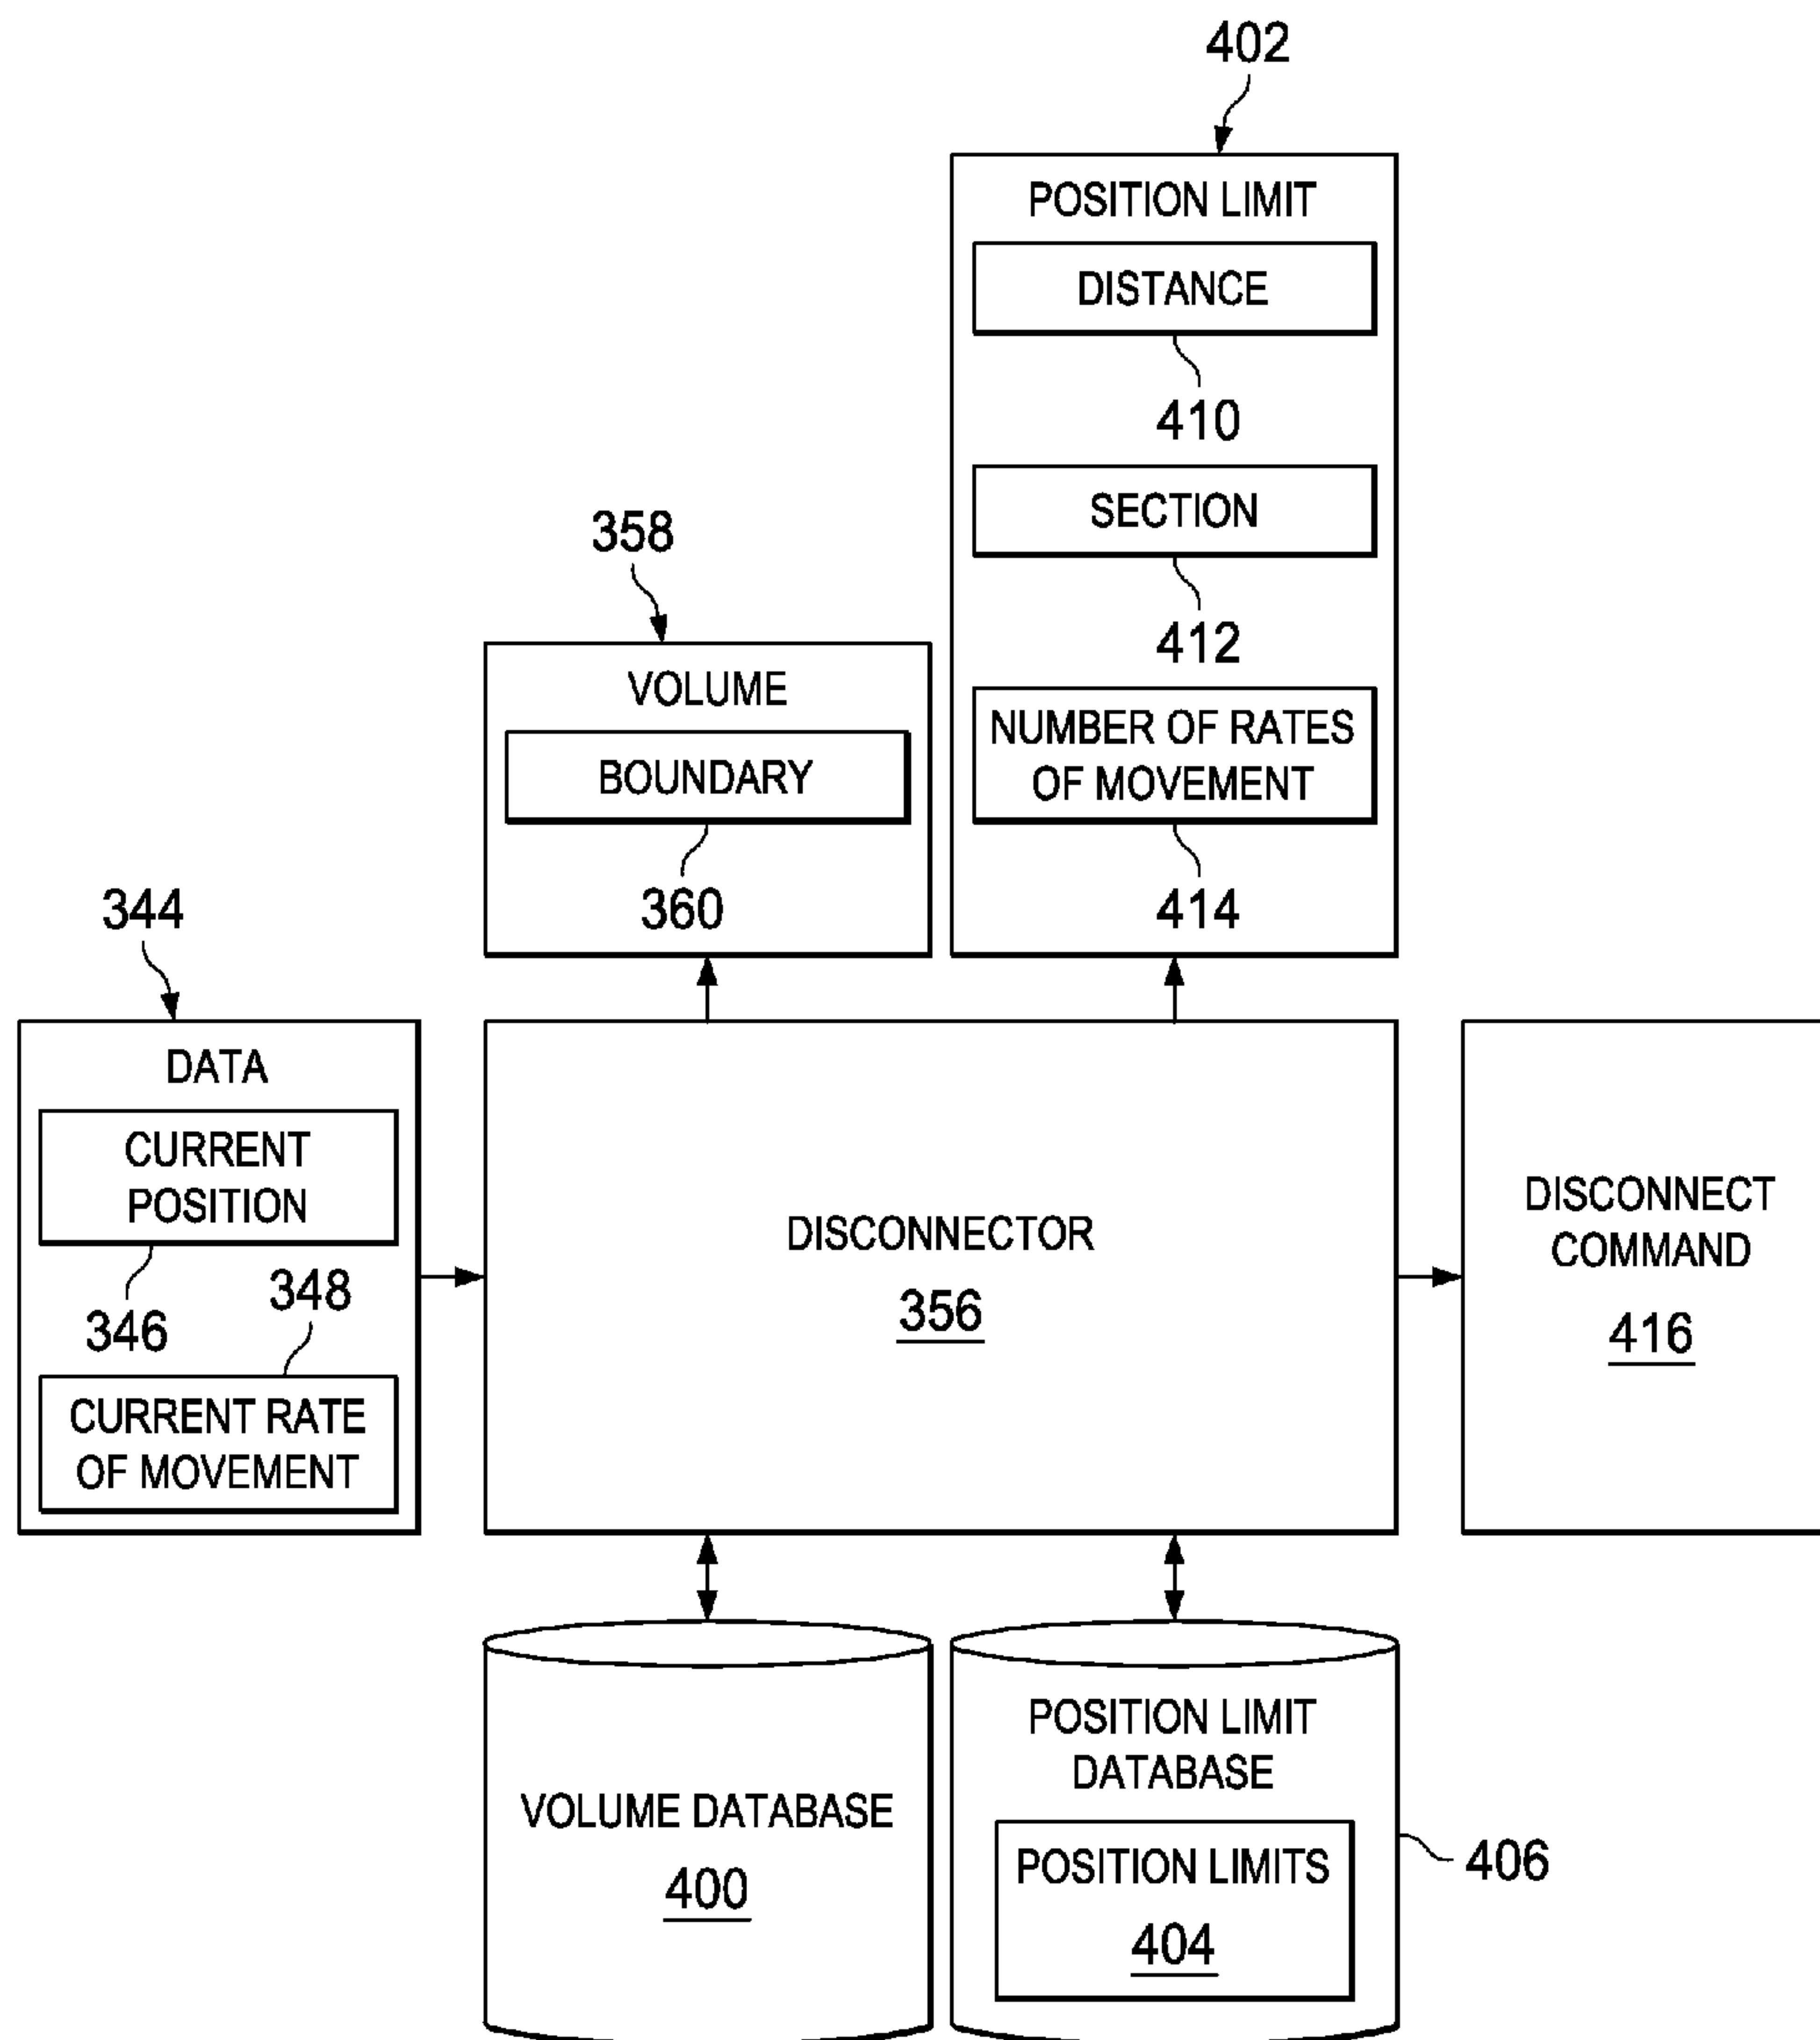 402
POSITION LIMIT
DISTANCE
410
SECTION
412
NUMBER OF RATES
OF MOVEMENT
414
358
VOLUME
BOUNDARY
360
344
DATA
CURRENT
POSITION
346
348
CURRENT RATE
OF MOVEMENT
DISCONNECTOR
356
DISCONNECT
COMMAND
416
VOLUME DATABASE
400
POSITION LIMIT
DATABASE
POSITION LIMITS
404
406